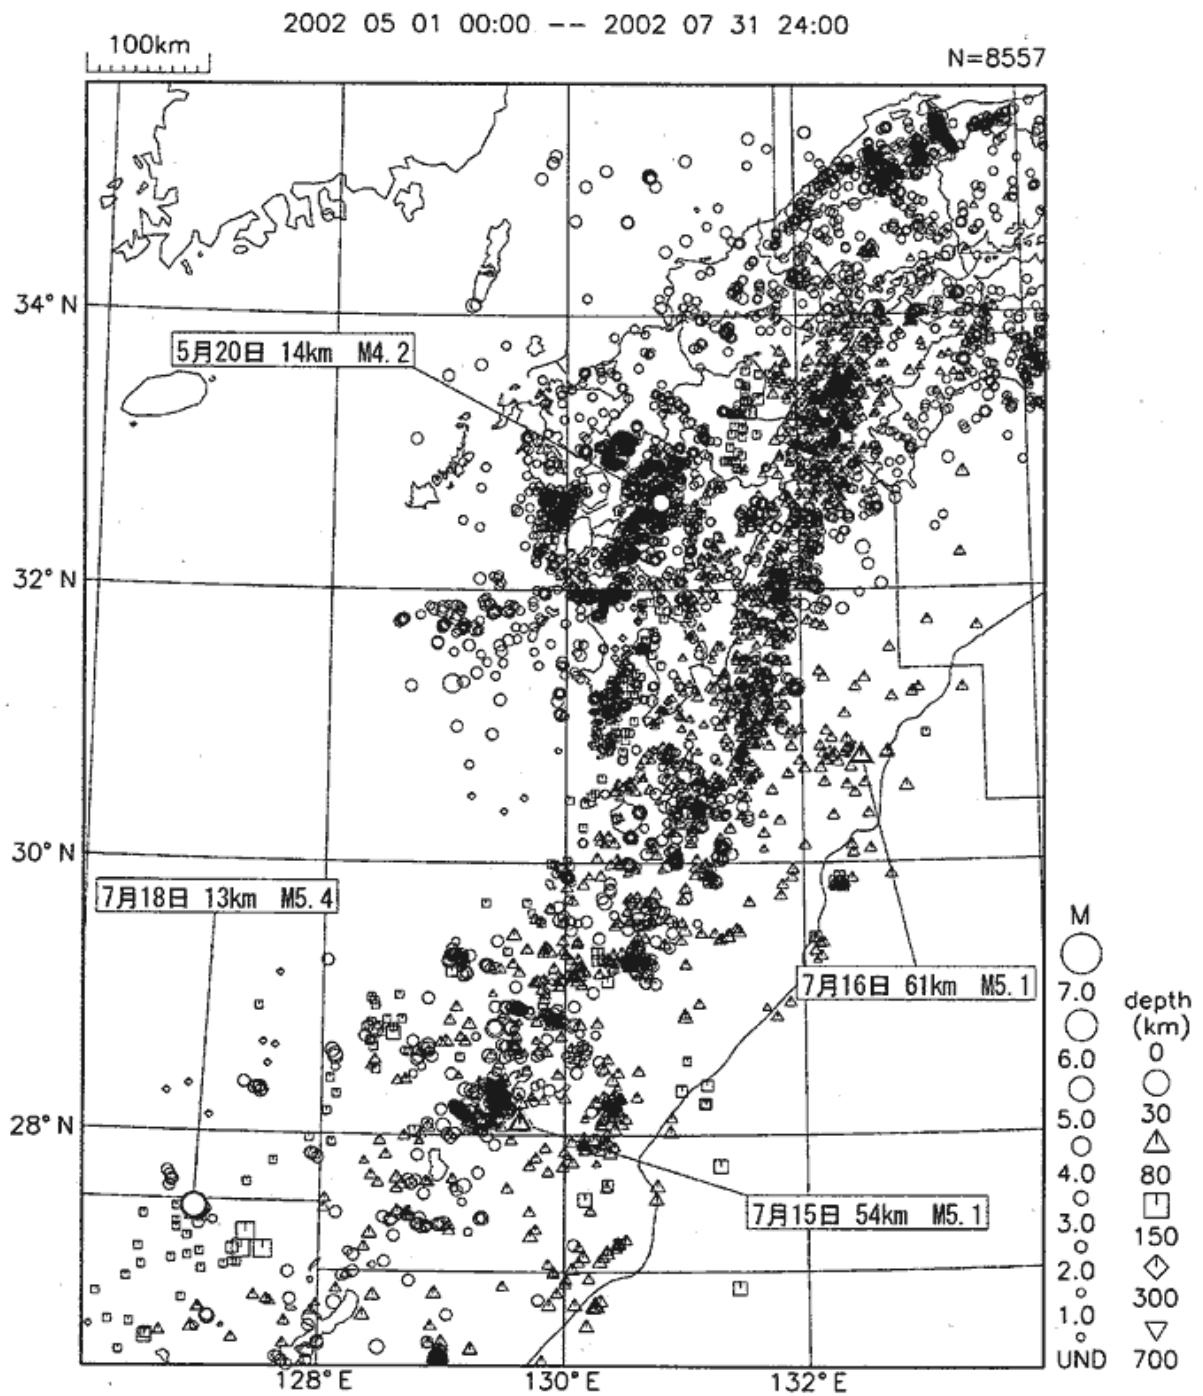 2002 05 01 00:00 -- 2002 07 31 24:00
100km
N=8557
34°N
5月20日 14km M4.2
32°N
30°N
7月18日 13km M5.4
7月16日 61km M5.1
28°N
7月15日 54km M5.1
128°E
130°E
132°E
M
7.0
6.0
5.0
4.0
3.0
2.0
1.0
UND
depth
(km)
0
30
80
150
300
700